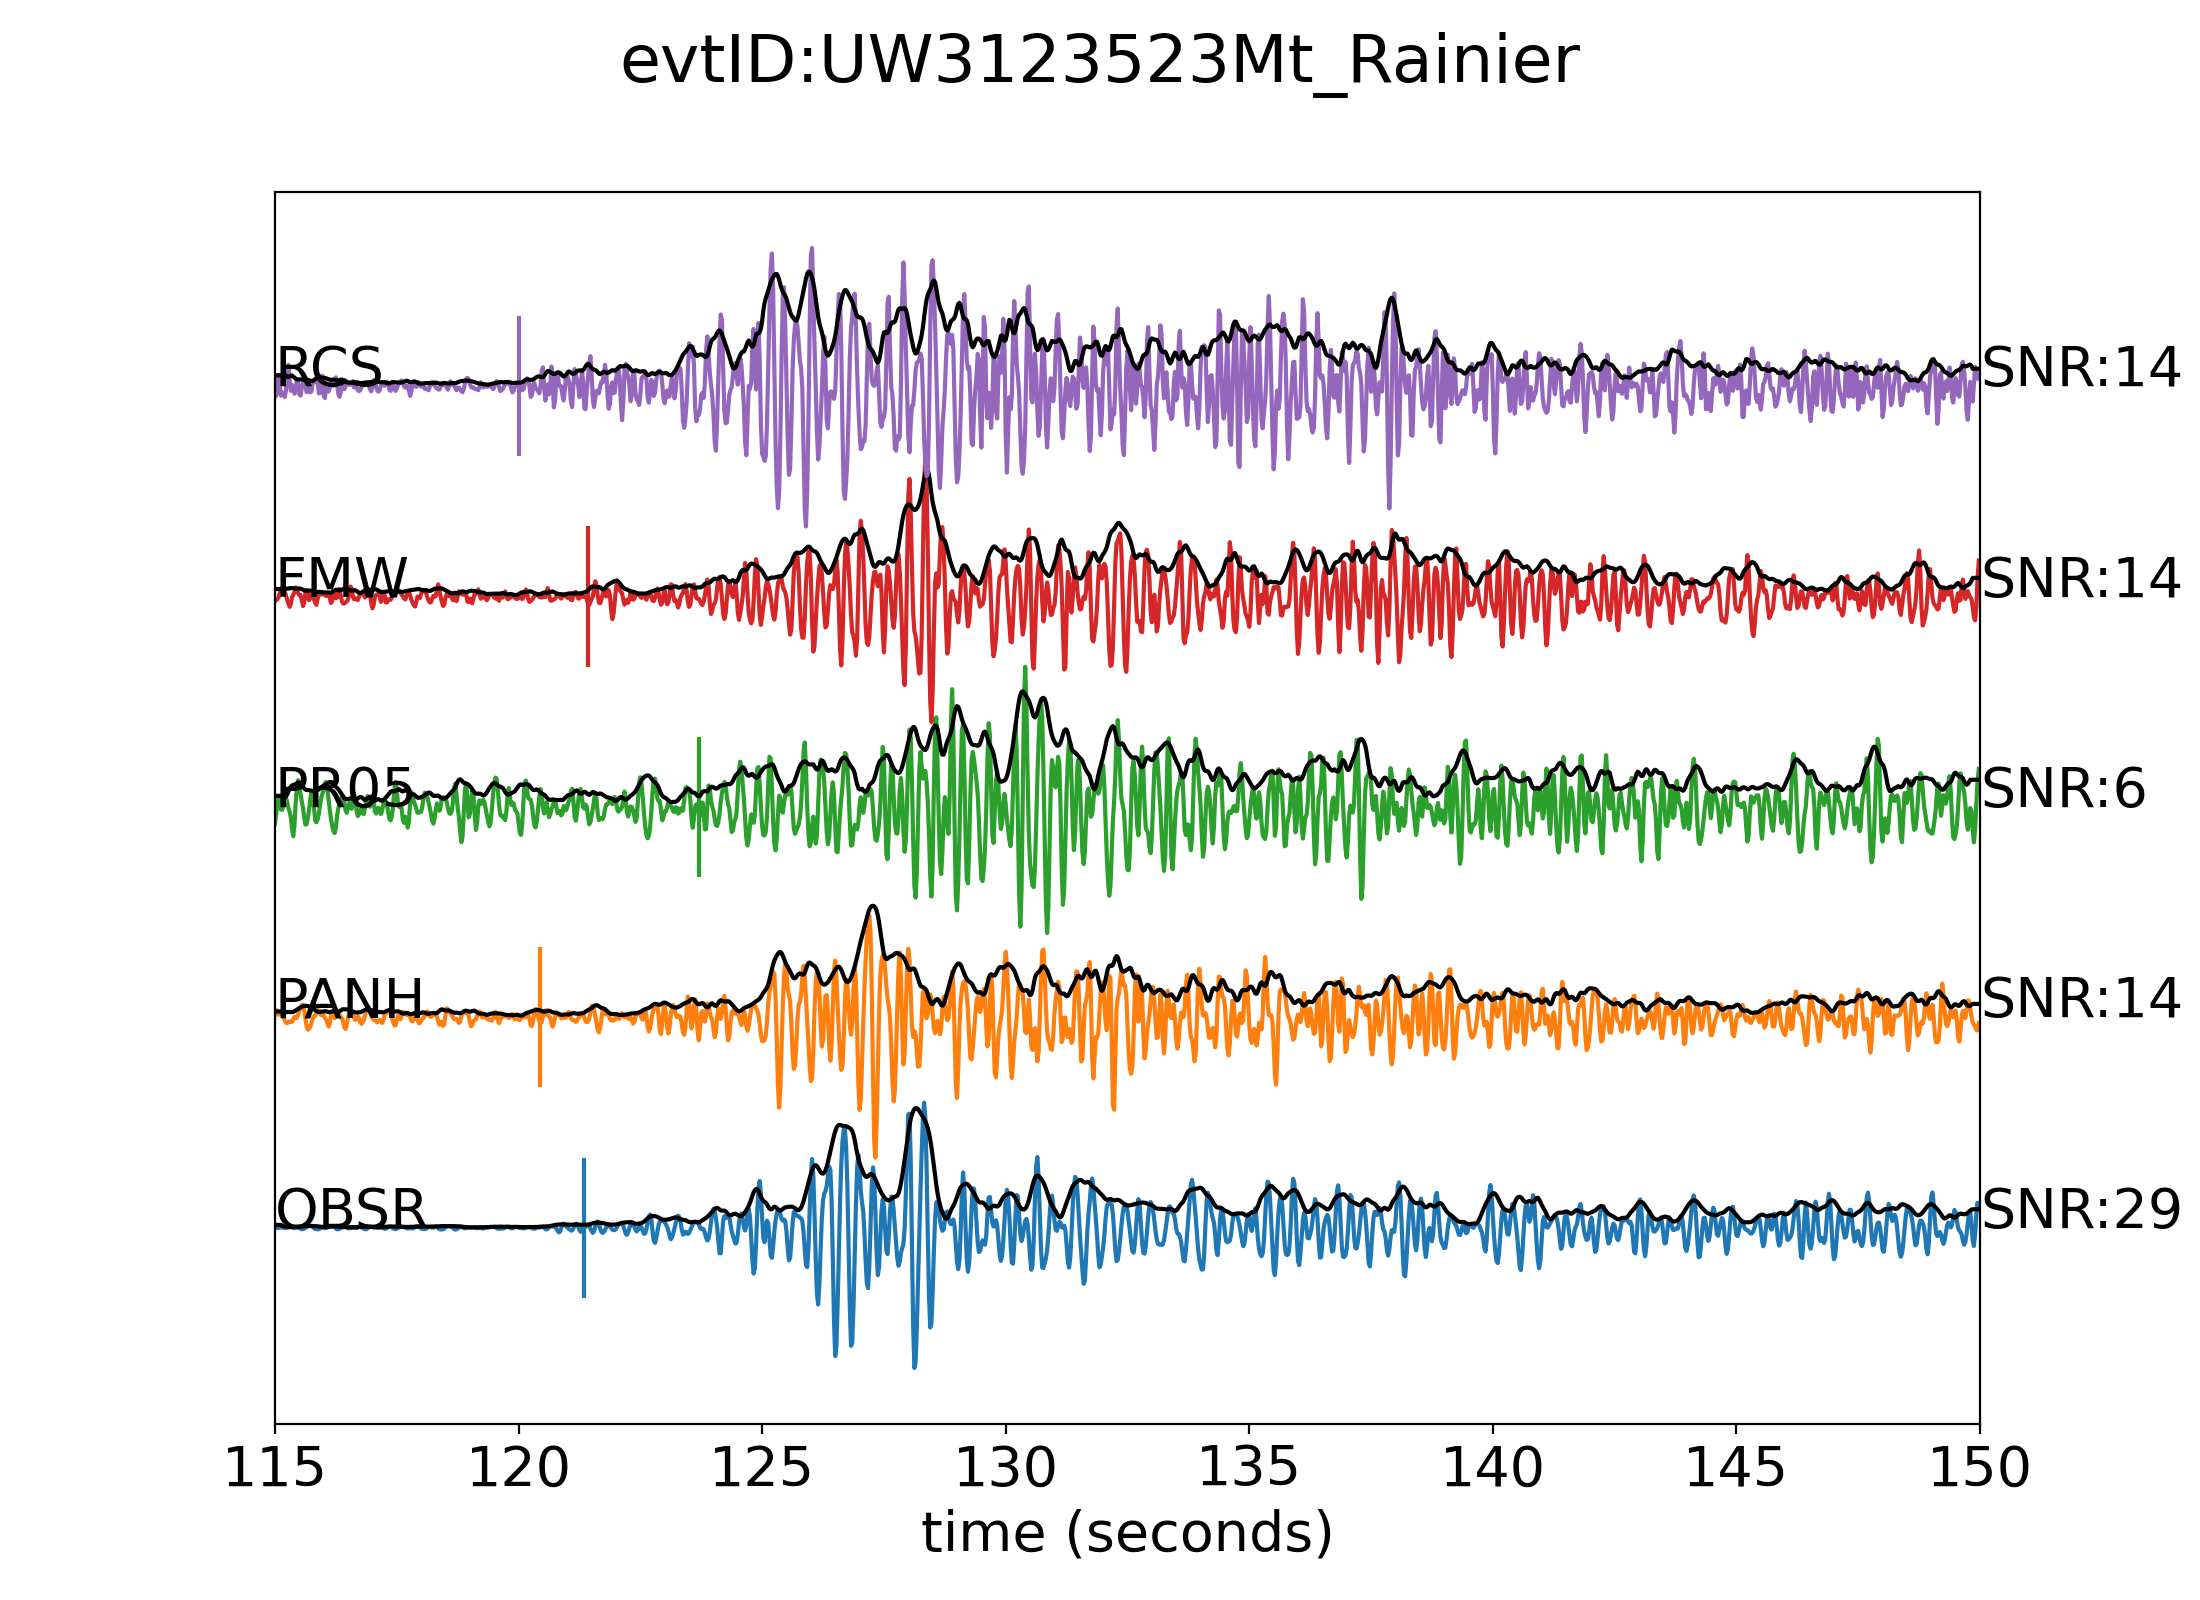 evtID:UW3123523Mt_Rainier
RCS SNR:14
FMW SNR:14
PR05 SNR:6
PANH SNR:14
OBSR SNR:29
115 120 125 130 135 140 145 150
time (seconds)